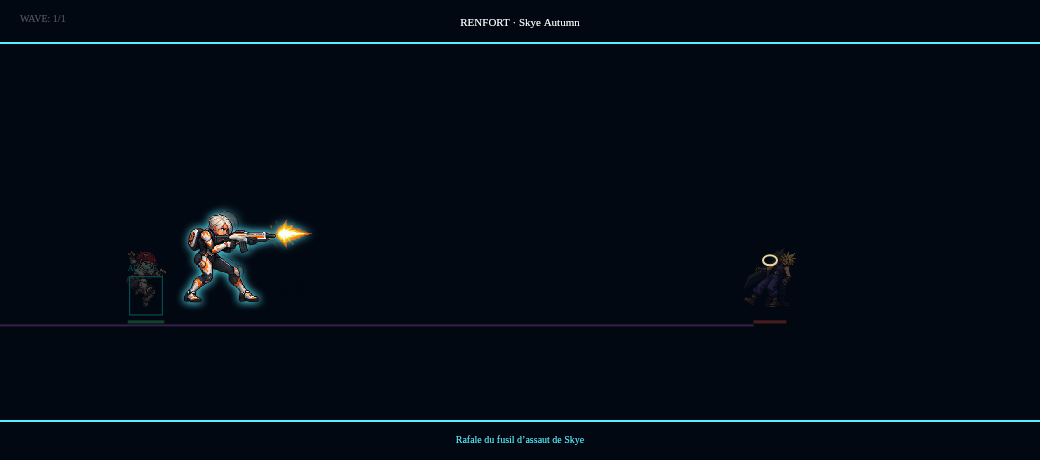 WAVE: 1/1
RENFORT · Skye Autumn
Rafale du fusil d’assaut de Skye